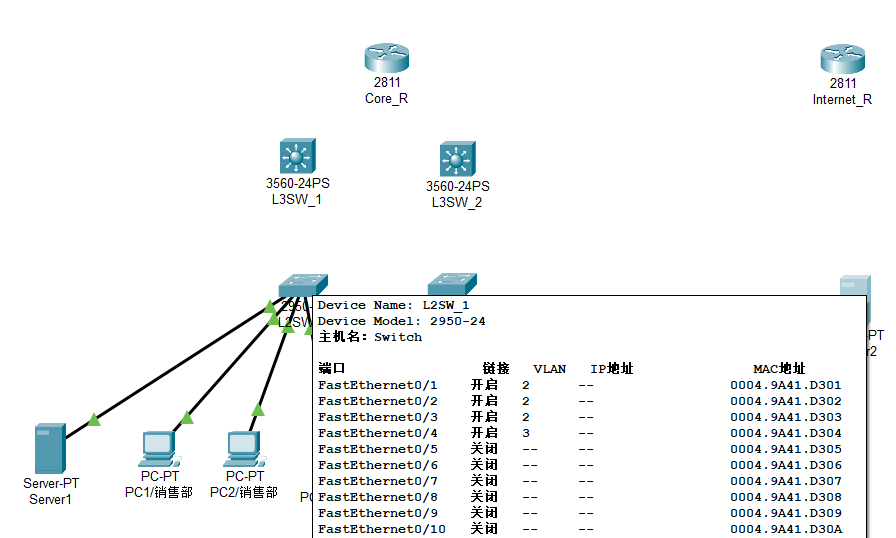 2811
Core_R
2811
Internet_R
3560-24PS
L3SW_1
3560-24PS
L3SW_2
2950-
L2SW
Device Name: L2SW_1
Device Model: 2950-24
主机名: Switch
端口 链接 VLAN IP地址 MAC地址
FastEthernet0/1 开启 2 -- 0004.9A41.D301
FastEthernet0/2 开启 2 -- 0004.9A41.D302
FastEthernet0/3 开启 2 -- 0004.9A41.D303
FastEthernet0/4 开启 3 -- 0004.9A41.D304
FastEthernet0/5 关闭 -- -- 0004.9A41.D305
FastEthernet0/6 关闭 -- -- 0004.9A41.D306
FastEthernet0/7 关闭 -- -- 0004.9A41.D307
FastEthernet0/8 关闭 -- -- 0004.9A41.D308
FastEthernet0/9 关闭 -- -- 0004.9A41.D309
FastEthernet0/10 关闭 -- -- 0004.9A41.D30A
Server-PT
Server1
PC-PT
PC1/销售部
PC-PT
PC2/销售部
PC
-PT
r2